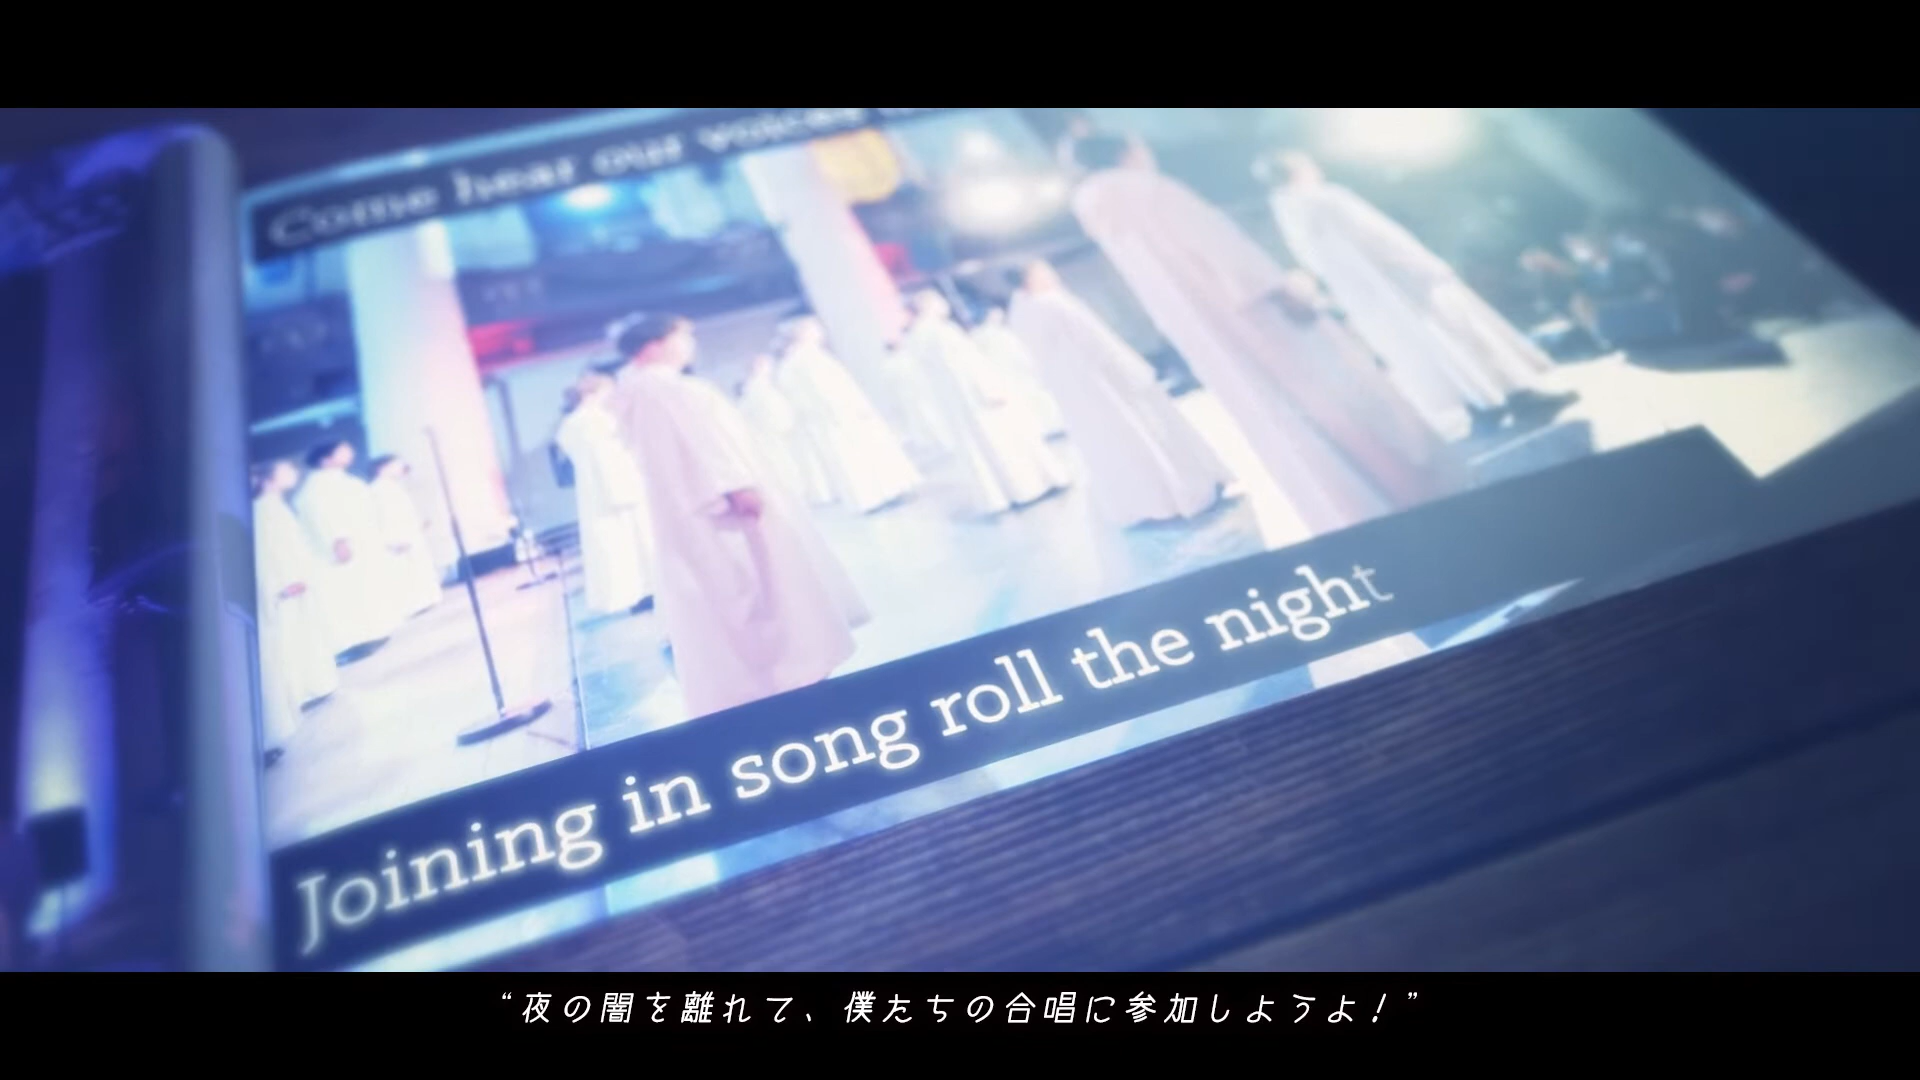 Come hear our voices
Joining in song roll the night
“夜の闇を離れて、僕たちの合唱に参加しようよ！”